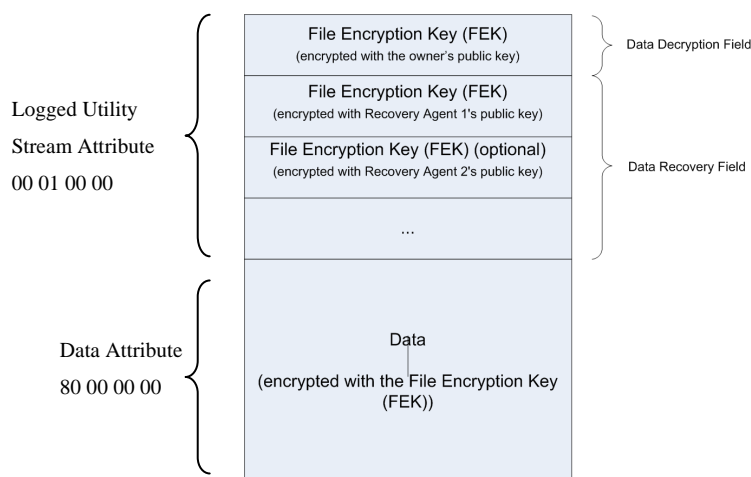 File Encryption Key (FEK)
(encrypted with the owner's public key)
Data Decryption Field
File Encryption Key (FEK)
(encrypted with Recovery Agent 1's public key)
File Encryption Key (FEK) (optional)
(encrypted with Recovery Agent 2's public key)
...
Data Recovery Field
Logged Utility
Stream Attribute
00 01 00 00
Data
(encrypted with the File Encryption Key
(FEK))
Data Attribute
80 00 00 00